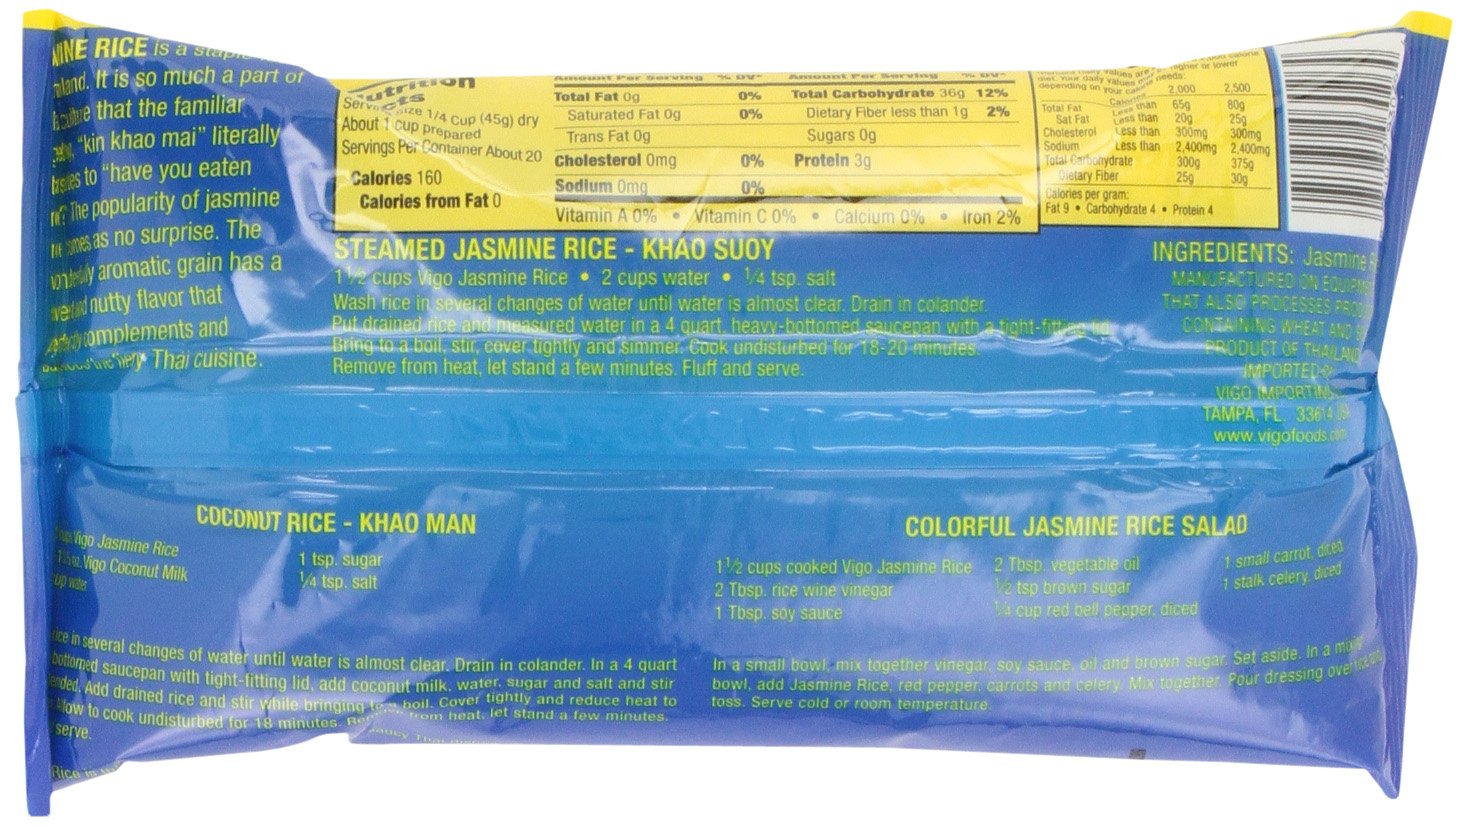 RICE is a
It is so much a part of
that the familiar
"kin khao mai" literally
to "have you eaten
The popularity of jasmine
as no surprise. The
aromatic grain has a
nutty flavor that
complements and
Thai cuisine.
Nutrition
Size 1/4 cup (45g) dry
About 1 cup prepared
Servings Per Container About 20
Calories 160
Calories from Fat 0
Amount Per Serving % DV*
Total Fat 0g 0%
Saturated Fat 0g 0%
Trans Fat 0g
Cholesterol 0mg 0%
Sodium 0mg 0%
Amount Per Serving % DV*
Total Carbohydrate 36g 12%
Dietary Fiber less than 1g 2%
Sugars 0g
Protein 3g
Vitamin A 0% • Vitamin C 0% • Calcium 0% • Iron 2%
higher or lower
depending on your calorie needs:
Calories 2,000 2,500
Total Fat Less than 65g 80g
Sat Fat Less than 20g 25g
Cholesterol Less than 300mg 300mg
Sodium Less than 2,400mg 2,400mg
Total Carbohydrate 300g 375g
Dietary Fiber 25g 30g
Calories per gram:
Fat 9 • Carbohydrate 4 • Protein 4
STEAMED JASMINE RICE - KHAO SUOY
1 1/2 cups Vigo Jasmine Rice • 2 cups water • 1/4 tsp. salt
Wash rice in several changes of water until water is almost clear. Drain in colander.
Put drained rice and measured water in a 4 quart, heavy-bottomed saucepan with a tight-fitting lid.
Bring to a boil, stir, cover tightly and simmer. Cook undisturbed for 18-20 minutes.
Remove from heat, let stand a few minutes. Fluff and serve.
INGREDIENTS: Jasmine
MANUFACTURED ON
THAT ALSO PROCESSES
CONTAINING WHEAT AND
PRODUCT OF THAILAND
IMPORTED
VIGO IMPORTING
TAMPA, FL. 33614
www.vigofoods.com
COCONUT RICE - KHAO MAN
Vigo Jasmine Rice
Vigo Coconut Milk
water
1 tsp. sugar
1/4 tsp. salt
in several changes of water until water is almost clear. Drain in colander. In a 4 quart
saucepan with tight-fitting lid, add coconut milk, water, sugar and salt and stir
Add drained rice and stir while bringing to a boil. Cover tightly and reduce heat to
to cook undisturbed for 18 minutes. from heat, let stand a few minutes.
serve.
Rice
COLORFUL JASMINE RICE SALAD
1 1/2 cups cooked Vigo Jasmine Rice
2 Tbsp. rice wine vinegar
1 Tbsp. soy sauce
2 Tbsp. vegetable oil
1/2 tsp brown sugar
1/4 cup red bell pepper, diced
1 small carrot, diced
1 stalk celery, diced
In a small bowl, mix together vinegar, soy sauce, oil and brown sugar. Set aside. In a
bowl, add Jasmine Rice, red pepper, carrots and celery. Mix together. Pour dressing over
toss. Serve cold or room temperature.